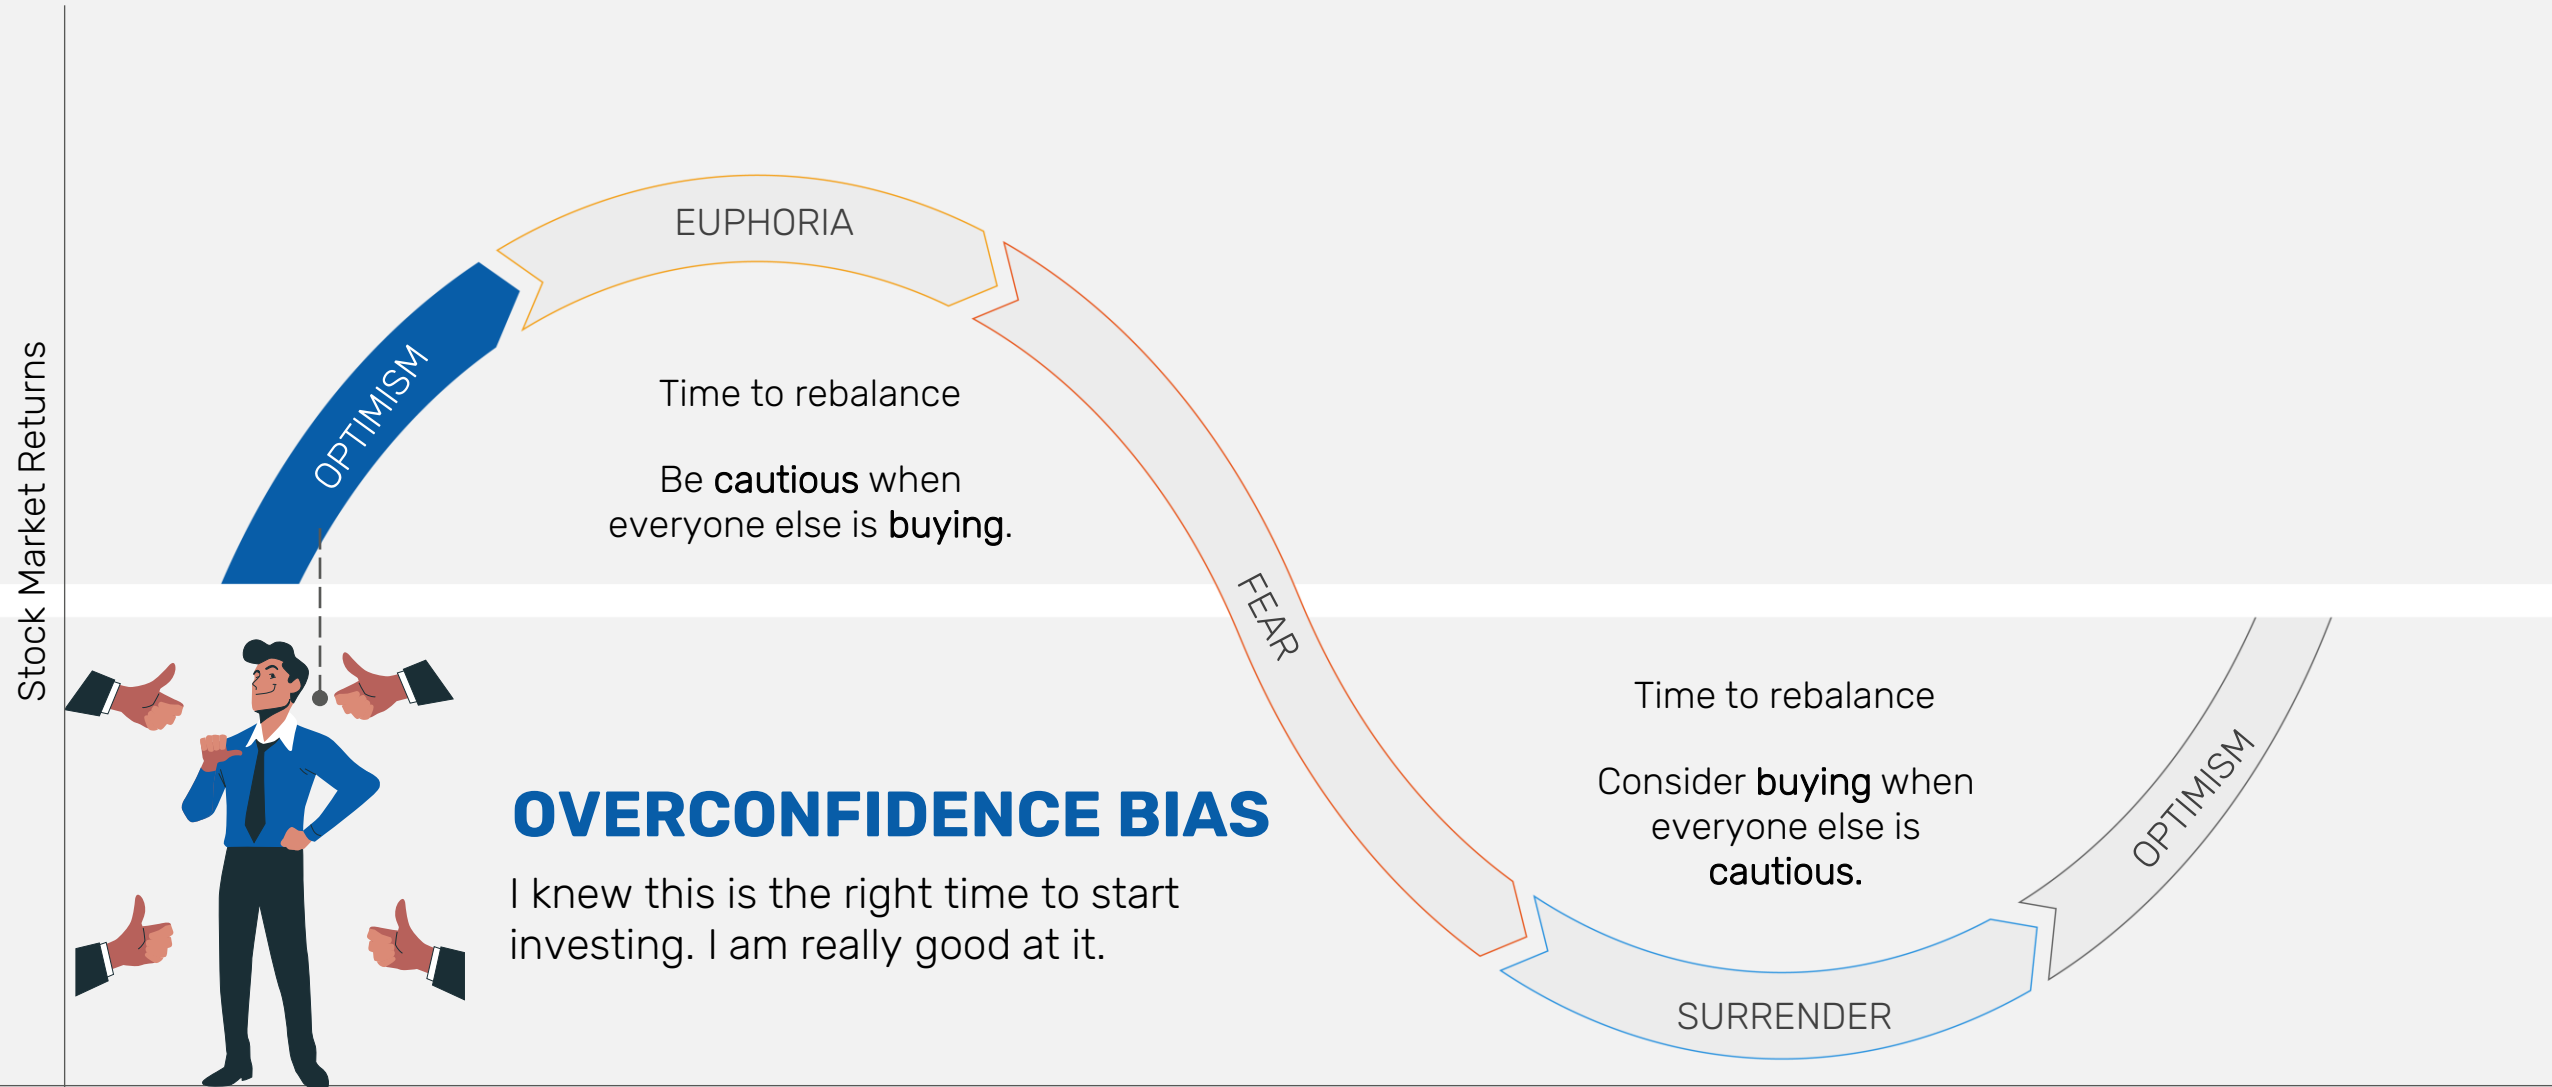 Stock Market Returns
OPTIMISM
EUPHORIA
Time to rebalance
Be cautious when
everyone else is buying.
FEAR
OVERCONFIDENCE BIAS
I knew this is the right time to start
investing. I am really good at it.
Time to rebalance
Consider buying when
everyone else is
cautious.
SURRENDER
OPTIMISM